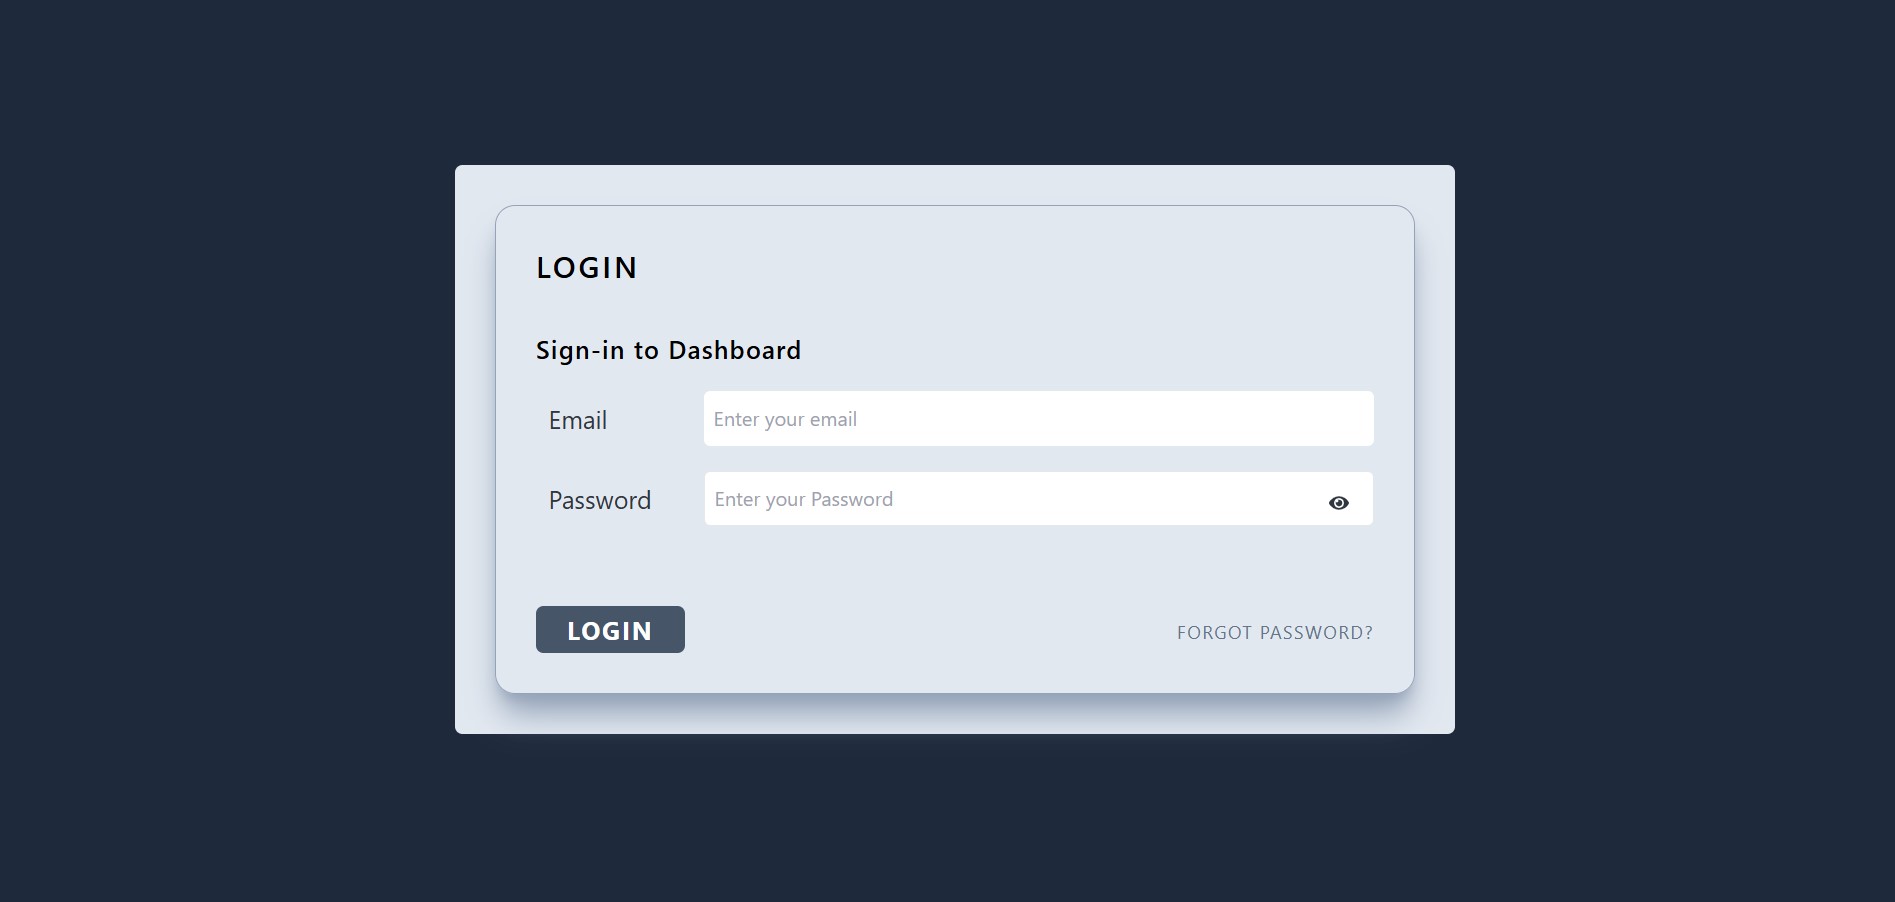 LOGIN
Sign-in to Dashboard
Email
Enter your email
Password
Enter your Password
LOGIN
FORGOT PASSWORD?